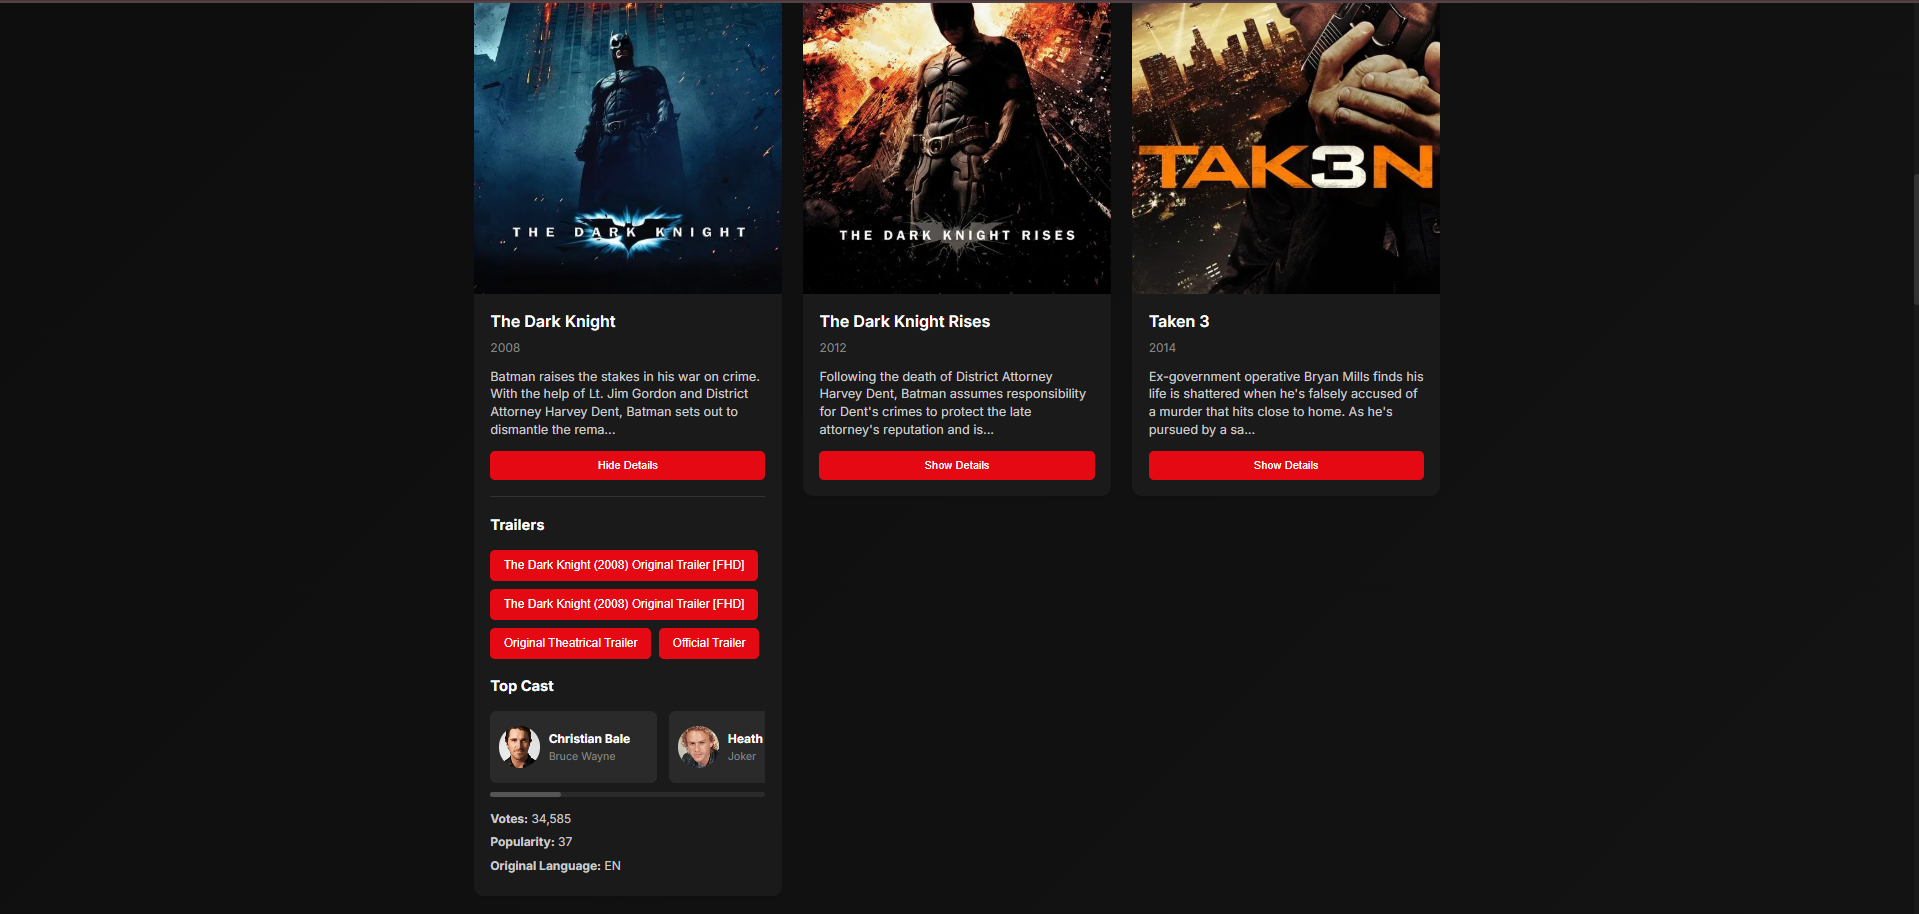 THE DARK KNIGHT
The Dark Knight
2008
Batman raises the stakes in his war on crime.
With the help of Lt. Jim Gordon and District
Attorney Harvey Dent, Batman sets out to
dismantle the rema...
Hide Details
Trailers
The Dark Knight (2008) Original Trailer [FHD]
The Dark Knight (2008) Original Trailer [FHD]
Original Theatrical Trailer
Official Trailer
Top Cast
Christian Bale
Bruce Wayne
Heath
Joker
Votes: 34,585
Popularity: 37
Original Language: EN
THE DARK KNIGHT RISES
The Dark Knight Rises
2012
Following the death of District Attorney
Harvey Dent, Batman assumes responsibility
for Dent's crimes to protect the late
attorney's reputation and is...
Show Details
TAK3N
Taken 3
2014
Ex-government operative Bryan Mills finds his
life is shattered when he's falsely accused of
a murder that hits close to home. As he's
pursued by a sa...
Show Details